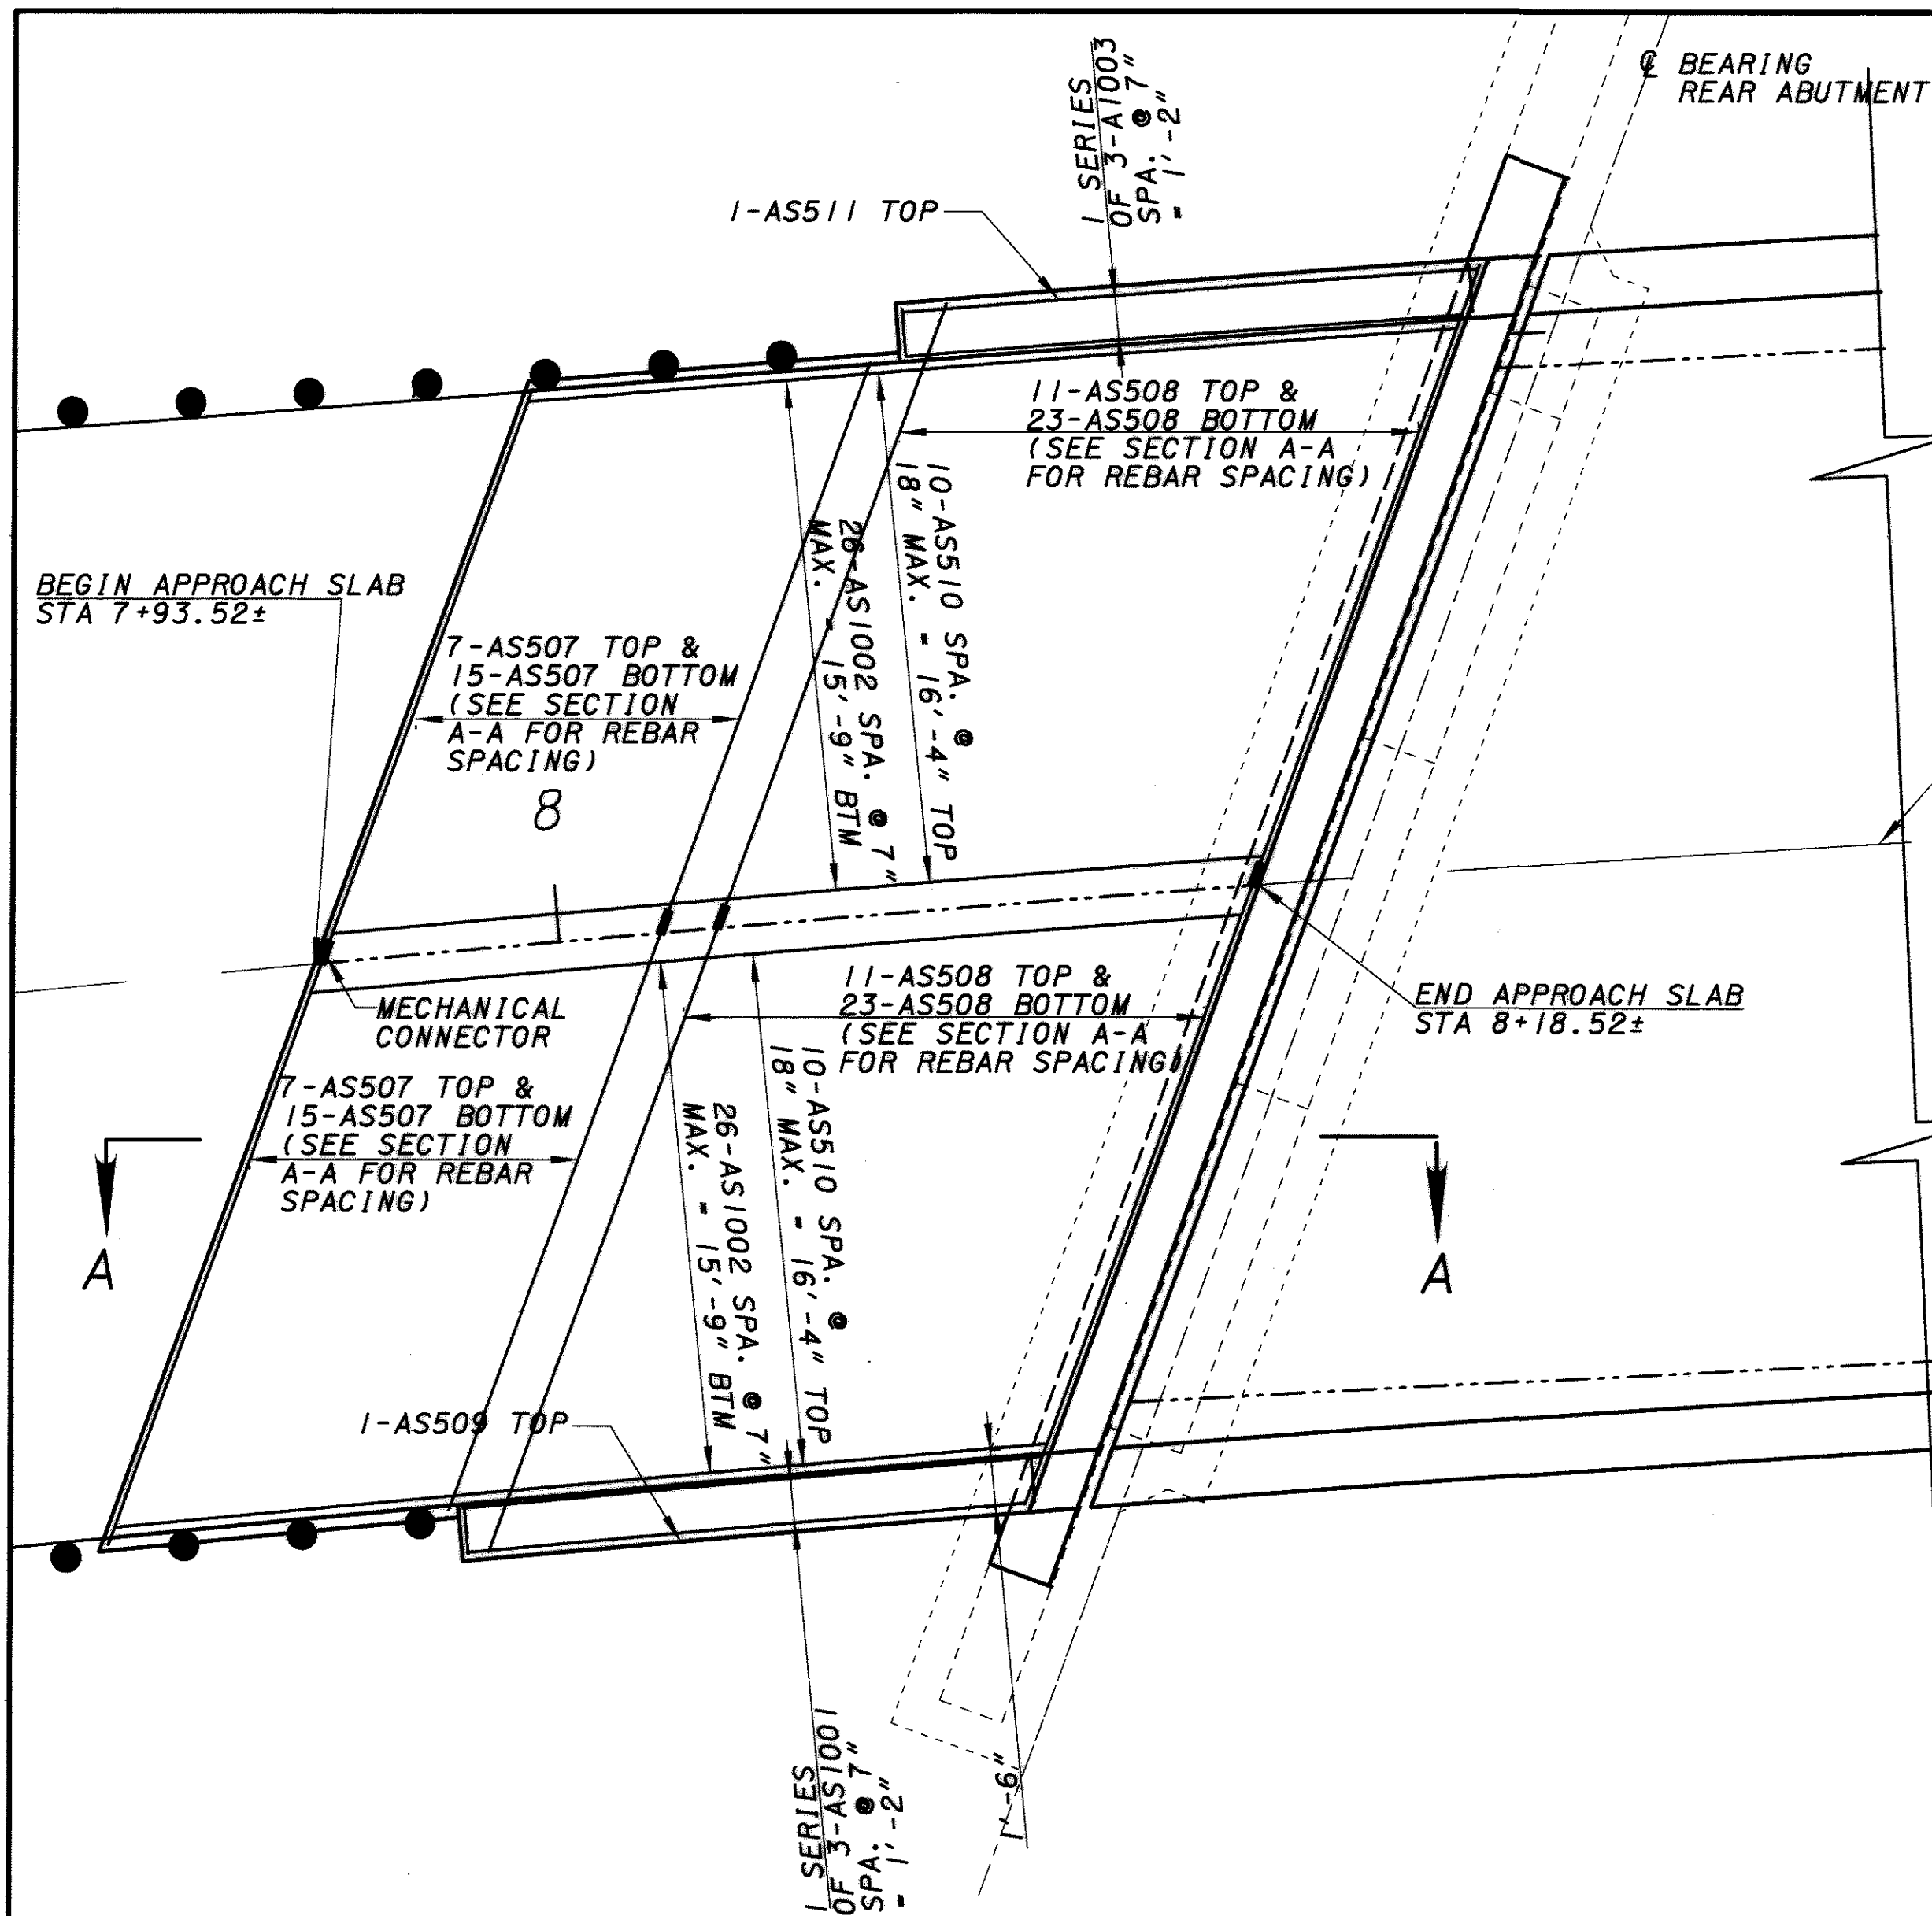 ℄ BEARING
REAR ABUTMENT
1 SERIES
OF 3-A1003
SPA. @ 7"
= 1'-2"
1-AS511 TOP
11-AS508 TOP &
23-AS508 BOTTOM
(SEE SECTION A-A
FOR REBAR SPACING)
10-AS510 SPA. @
18" MAX. = 16'-4" TOP
26-AS1002 SPA. @ 7"
MAX. = 15'-9" BTM
BEGIN APPROACH SLAB
STA 7+93.52±
7-AS507 TOP &
15-AS507 BOTTOM
(SEE SECTION
A-A FOR REBAR
SPACING)
8
MECHANICAL
CONNECTOR
11-AS508 TOP &
23-AS508 BOTTOM
(SEE SECTION A-A
FOR REBAR SPACING)
END APPROACH SLAB
STA 8+18.52±
7-AS507 TOP &
15-AS507 BOTTOM
(SEE SECTION
A-A FOR REBAR
SPACING)
10-AS510 SPA. @
18" MAX. = 16'-4" TOP
26-AS1002 SPA. @ 7"
MAX. = 15'-9" BTM
A
A
1-AS509 TOP
1 SERIES
OF 3-AS1001
SPA. @ 7"
= 1'-2"
1'-6"